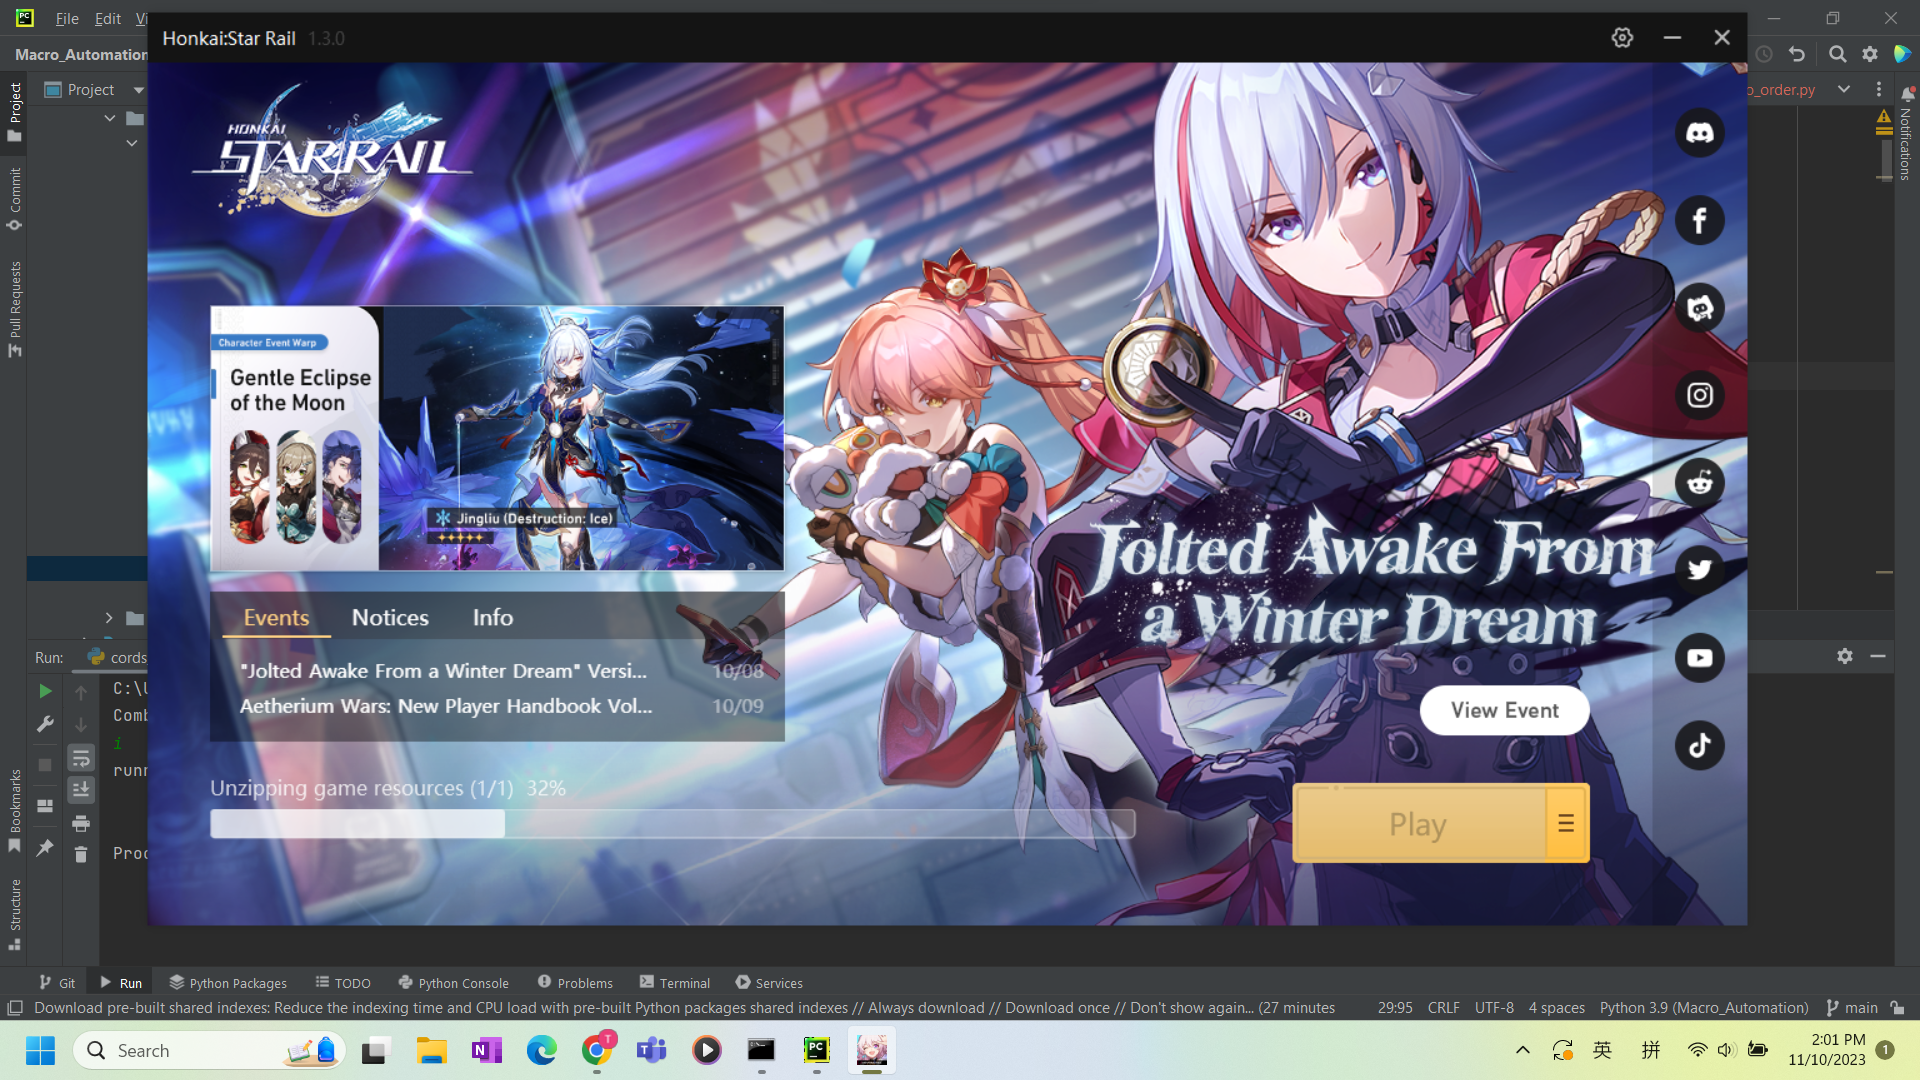 File Edit Vi
Honkai:Star Rail 1.3.0
Macro_Automation
Project
o_order.py
Project
Commit
Pull Requests
Bookmarks
Structure
Notifications
HONKAI
STAR RAIL
Character Event Warp
Gentle Eclipse
of the Moon
Jingliu (Destruction: Ice)
Jolted Awake From
a Winter Dream
Events Notices Info
"Jolted Awake From a Winter Dream" Versi... 10/08
Aetherium Wars: New Player Handbook Vol... 10/09
View Event
Unzipping game resources (1/1) 32%
Play
Run: cords
C:\U
Comb
i
runn
Proc
Git Run Python Packages TODO Python Console Problems Terminal Services
Download pre-built shared indexes: Reduce the indexing time and CPU load with pre-built Python packages shared indexes // Always download // Download once // Don't show again... (27 minutes 29:95 CRLF UTF-8 4 spaces Python 3.9 (Macro_Automation) main
Search
英 拼
2:01 PM
11/10/2023
1